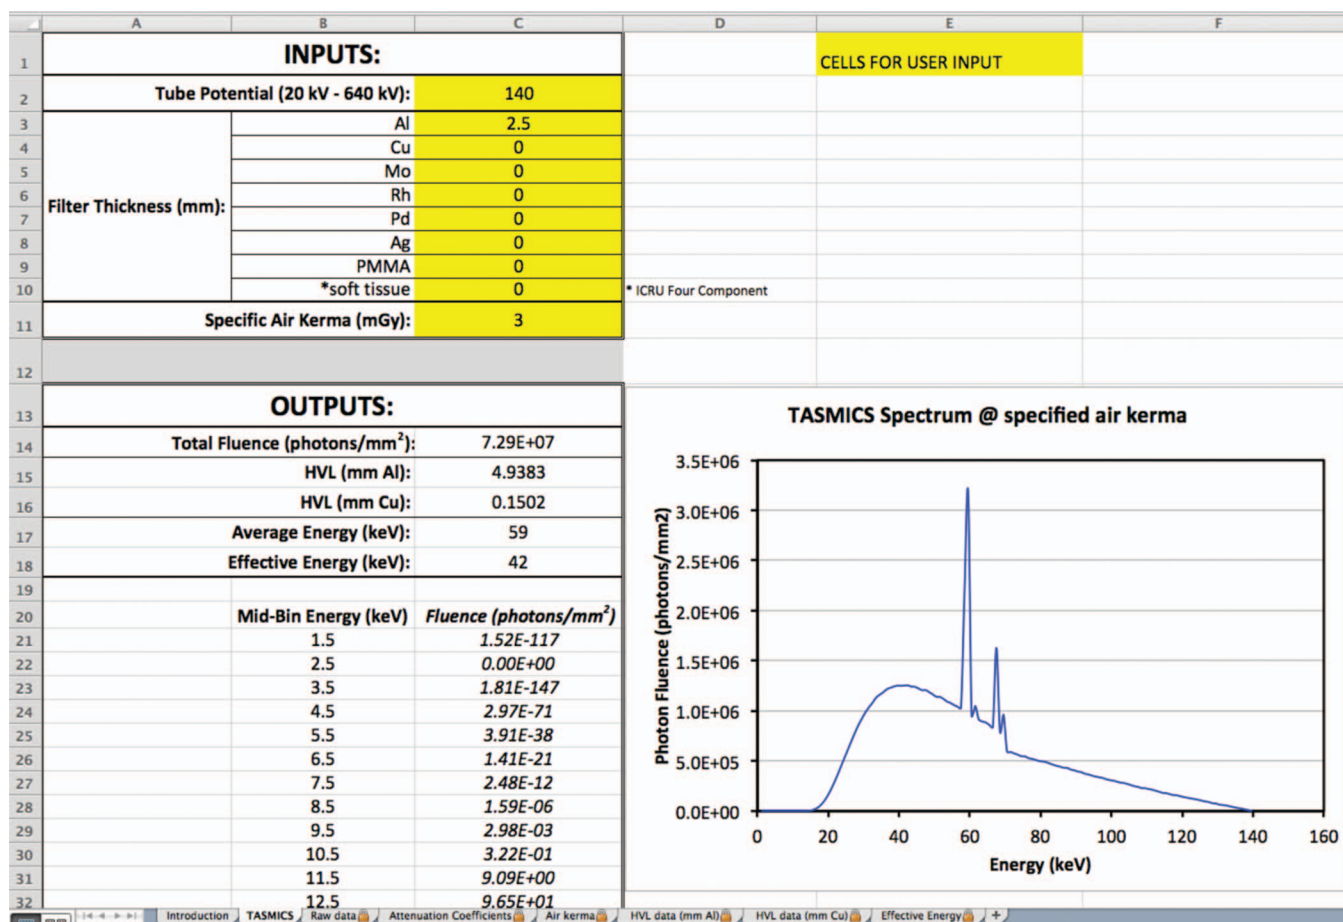 A B C D E F
1 INPUTS: CELLS FOR USER INPUT
2 Tube Potential (20 kV - 640 kV): 140
3 Al 2.5
4 Cu 0
5 Mo 0
6 Filter Thickness (mm): Rh 0
7 Pd 0
8 Ag 0
9 PMMA 0
10 *soft tissue 0 * ICRU Four Component
11 Specific Air Kerma (mGy): 3
12
13 OUTPUTS:
14 Total Fluence (photons/mm²): 7.29E+07
15 HVL (mm Al): 4.9383
16 HVL (mm Cu): 0.1502
17 Average Energy (keV): 59
18 Effective Energy (keV): 42
19
20 Mid-Bin Energy (keV) Fluence (photons/mm²)
21 1.5 1.52E-117
22 2.5 0.00E+00
23 3.5 1.81E-147
24 4.5 2.97E-71
25 5.5 3.91E-38
26 6.5 1.41E-21
27 7.5 2.48E-12
28 8.5 1.59E-06
29 9.5 2.98E-03
30 10.5 3.22E-01
31 11.5 9.09E+00
32 12.5 9.65E+01
TASMICS Spectrum @ specified air kerma
Photon Fluence (photons/mm2)
3.5E+06
3.0E+06
2.5E+06
2.0E+06
1.5E+06
1.0E+06
5.0E+05
0.0E+00
0 20 40 60 80 100 120 140 160
Energy (keV)
Introduction TASMICS Raw data Attenuation Coefficients Air kerma HVL data (mm Al) HVL data (mm Cu) Effective Energy +